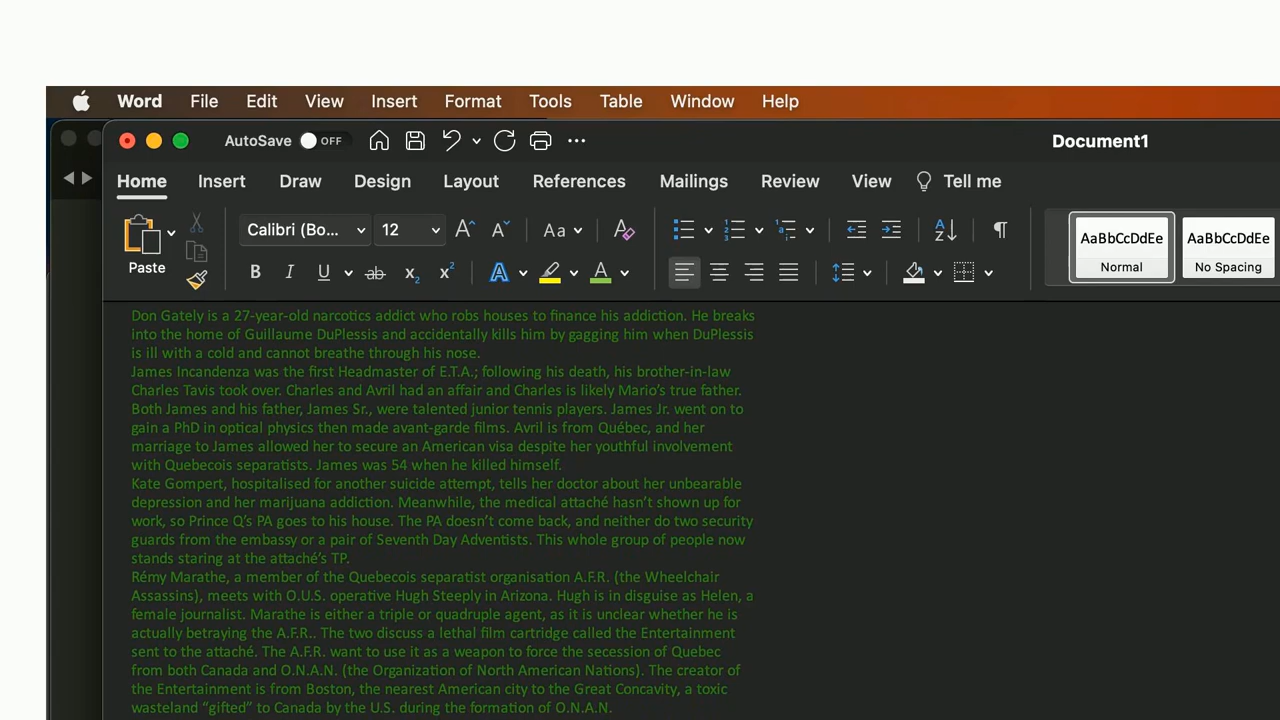 Word File Edit View Insert Format Tools Table Window Help
AutoSave OFF Document1
Home Insert Draw Design Layout References Mailings Review View Tell me
Calibri (Bo... 12 Aa AaBbCcDdEe AaBbCcDdEe
Paste B I U ab x2 x2 A A Normal No Spacing
Don Gately is a 27-year-old narcotics addict who robs houses to finance his addiction. He breaks
into the home of Guillaume DuPlessis and accidentally kills him by gagging him when DuPlessis
is ill with a cold and cannot breathe through his nose.
James Incandenza was the first Headmaster of E.T.A.; following his death, his brother-in-law
Charles Tavis took over. Charles and Avril had an affair and Charles is likely Mario’s true father.
Both James and his father, James Sr., were talented junior tennis players. James Jr. went on to
gain a PhD in optical physics then made avant-garde films. Avril is from Québec, and her
marriage to James allowed her to secure an American visa despite her youthful involvement
with Quebecois separatists. James was 54 when he killed himself.
Kate Gompert, hospitalised for another suicide attempt, tells her doctor about her unbearable
depression and her marijuana addiction. Meanwhile, the medical attaché hasn’t shown up for
work, so Prince Q’s PA goes to his house. The PA doesn’t come back, and neither do two security
guards from the embassy or a pair of Seventh Day Adventists. This whole group of people now
stands staring at the attaché’s TP.
Rémy Marathe, a member of the Quebecois separatist organisation A.F.R. (the Wheelchair
Assassins), meets with O.U.S. operative Hugh Steeply in Arizona. Hugh is in disguise as Helen, a
female journalist. Marathe is either a triple or quadruple agent, as it is unclear whether he is
actually betraying the A.F.R.. The two discuss a lethal film cartridge called the Entertainment
sent to the attaché. The A.F.R. want to use it as a weapon to force the secession of Quebec
from both Canada and O.N.A.N. (the Organization of North American Nations). The creator of
the Entertainment is from Boston, the nearest American city to the Great Concavity, a toxic
wasteland “gifted” to Canada by the U.S. during the formation of O.N.A.N.